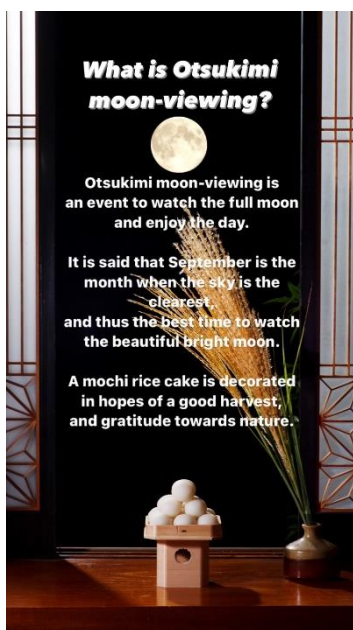 What is Otsukimi
moon-viewing?
Otsukimi moon-viewing is
an event to watch the full moon
and enjoy the day.
It is said that September is the
month when the sky is the
clearest,
and thus the best time to watch
the beautiful bright moon.
A mochi rice cake is decorated
in hopes of a good harvest,
and gratitude towards nature.